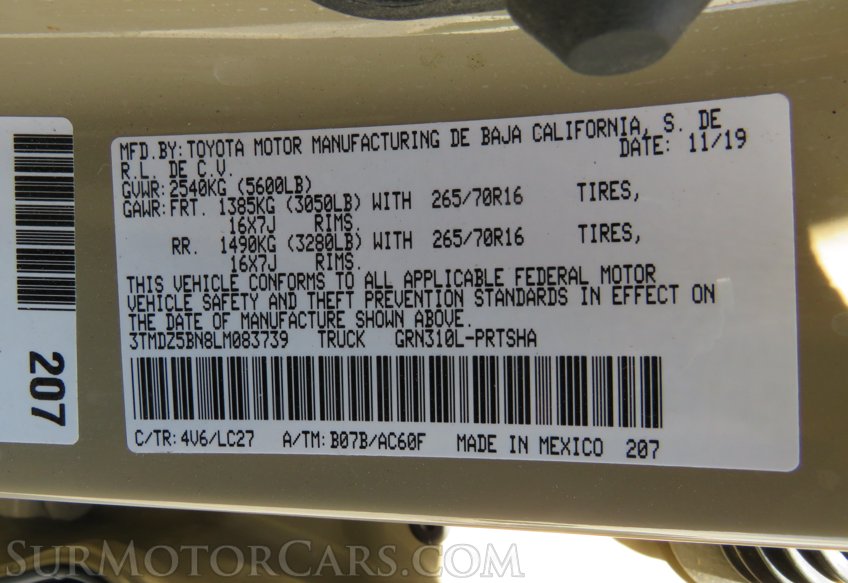 MFD.BY: TOYOTA MOTOR MANUFACTURING DE BAJA CALIFORNIA, S. DE
R.L. DE C.V. DATE: 11/19
GVWR: 2540KG (5600LB)
GAWR: FRT. 1385KG (3050LB) WITH 265/70R16 TIRES,
16X7J RIMS.
RR. 1490KG (3280LB) WITH 265/70R16 TIRES,
16X7J RIMS.
THIS VEHICLE CONFORMS TO ALL APPLICABLE FEDERAL MOTOR
VEHICLE SAFETY AND THEFT PREVENTION STANDARDS IN EFFECT ON
THE DATE OF MANUFACTURE SHOWN ABOVE.
3TMDZ5BN8LM083739 TRUCK GRN310L-PRTSHA
C/TR: 4V6/LC27 A/TM: B07B/AC60F MADE IN MEXICO 207
207
SURMOTORCARS.COM